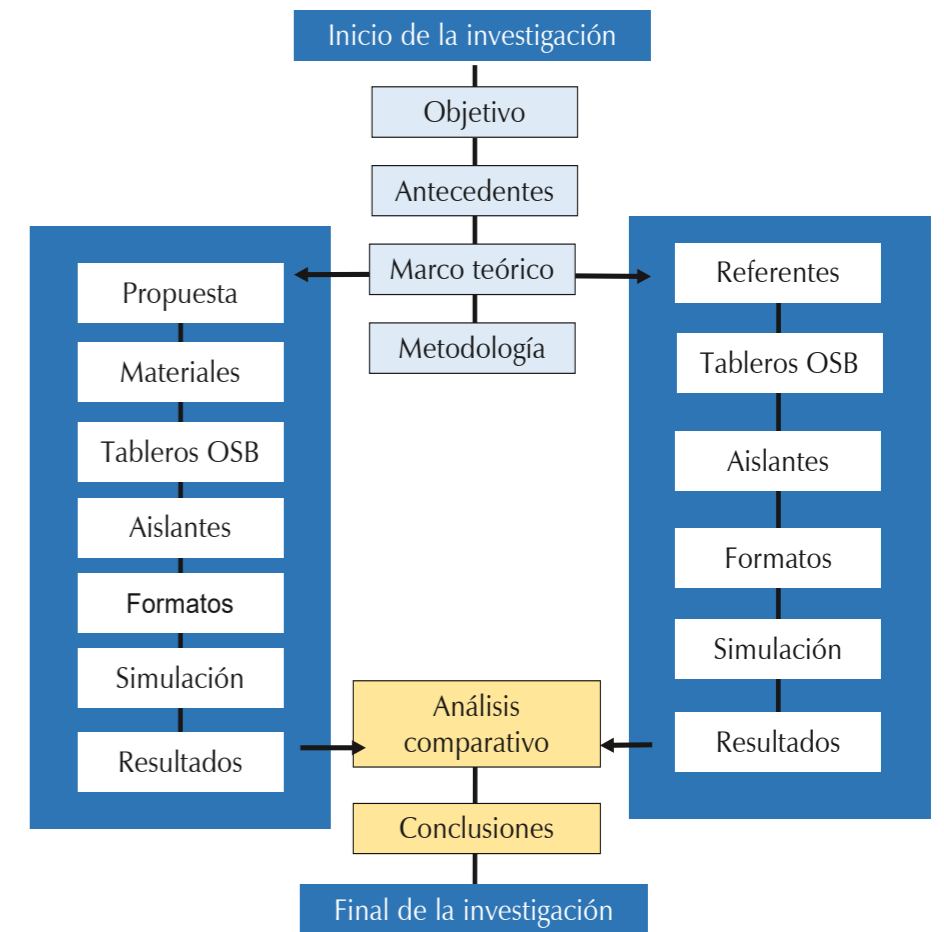 Inicio de la investigación
Objetivo
Antecedentes
Marco teórico
Metodología
Propuesta
Materiales
Tableros OSB
Aislantes
Formatos
Simulación
Resultados
Referentes
Tableros OSB
Aislantes
Formatos
Simulación
Resultados
Análisis
comparativo
Conclusiones
Final de la investigación